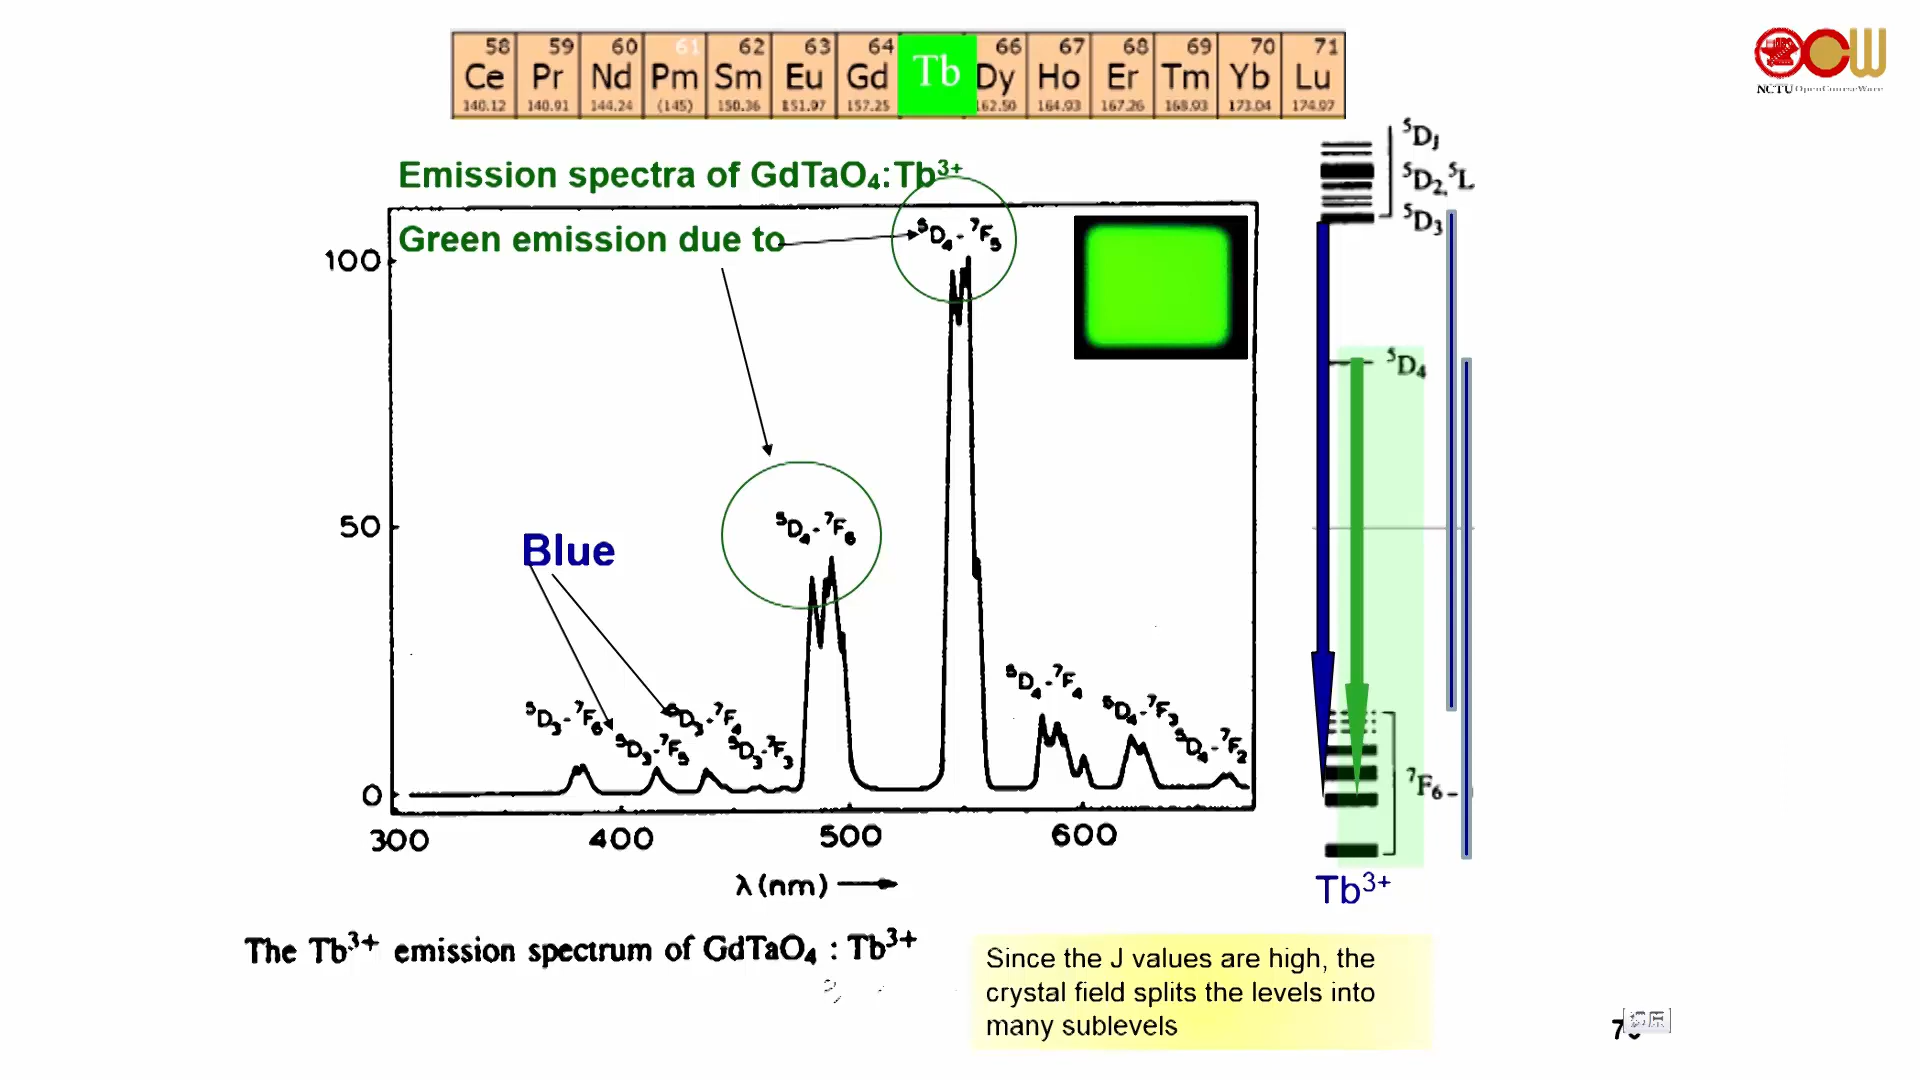 58 59 60 61 62 63 64 66 67 68 69 70 71
Ce Pr Nd Pm Sm Eu Gd Tb Dy Ho Er Tm Yb Lu
140.12 140.91 144.24 (145) 150.36 151.97 157.25 162.50 164.93 167.26 168.93 173.04 174.97
NCTU OpenCourseWare
Emission spectra of GdTaO₄:Tb³⁺
Green emission due to
⁵D₄-⁷F₅
100
⁵D₄-⁷F₆
50
Blue
⁵D₃-⁷F₆
⁵D₃-⁷F₅
⁵D₃-⁷F₄
⁵D₃-⁷F₃
⁵D₄-⁷F₄
⁵D₄-⁷F₃
⁵D₄-⁷F₂
0
300 400 500 600
λ(nm)
⁵D₁
⁵D₂,⁵L
⁵D₃
⁵D₄
⁷F₆₋
Tb³⁺
The Tb³⁺ emission spectrum of GdTaO₄ : Tb³⁺
Since the J values are high, the
crystal field splits the levels into
many sublevels